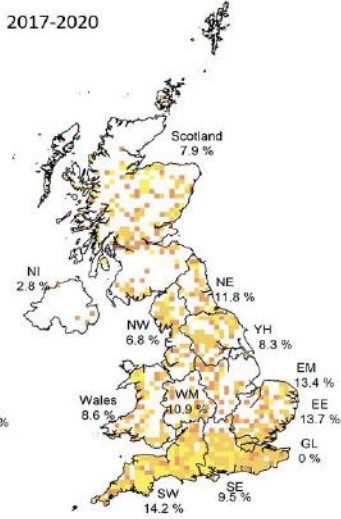 2017-2020
Scotland
7.9 %
NI
2.8 %
NE
11.8 %
NW
6.8 %
YH
8.3 %
EM
13.4 %
Wales
8.6 %
WM
10.9 %
EE
13.7 %
GL
0 %
%
SE
9.5 %
SW
14.2 %